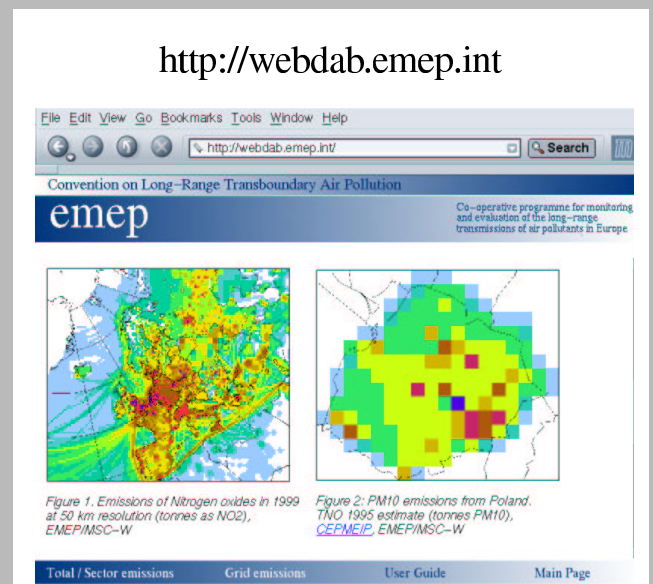 http://webdab.emep.int
File Edit View Go Bookmarks Tools Window Help
http://webdab.emep.int/ Search
Convention on Long-Range Transboundary Air Pollution
emep
Co-operative programme for monitoring
and evaluation of the long-range
transmissions of air pollutants in Europe
Figure 1. Emissions of Nitrogen oxides in 1999
at 50 km resolution (tonnes as NO2),
EMEP/MSC-W
Figure 2: PM10 emissions from Poland.
TNO 1995 estimate (tonnes PM10),
CEPMEIP, EMEP/MSC-W
Total / Sector emissions Grid emissions User Guide Main Page